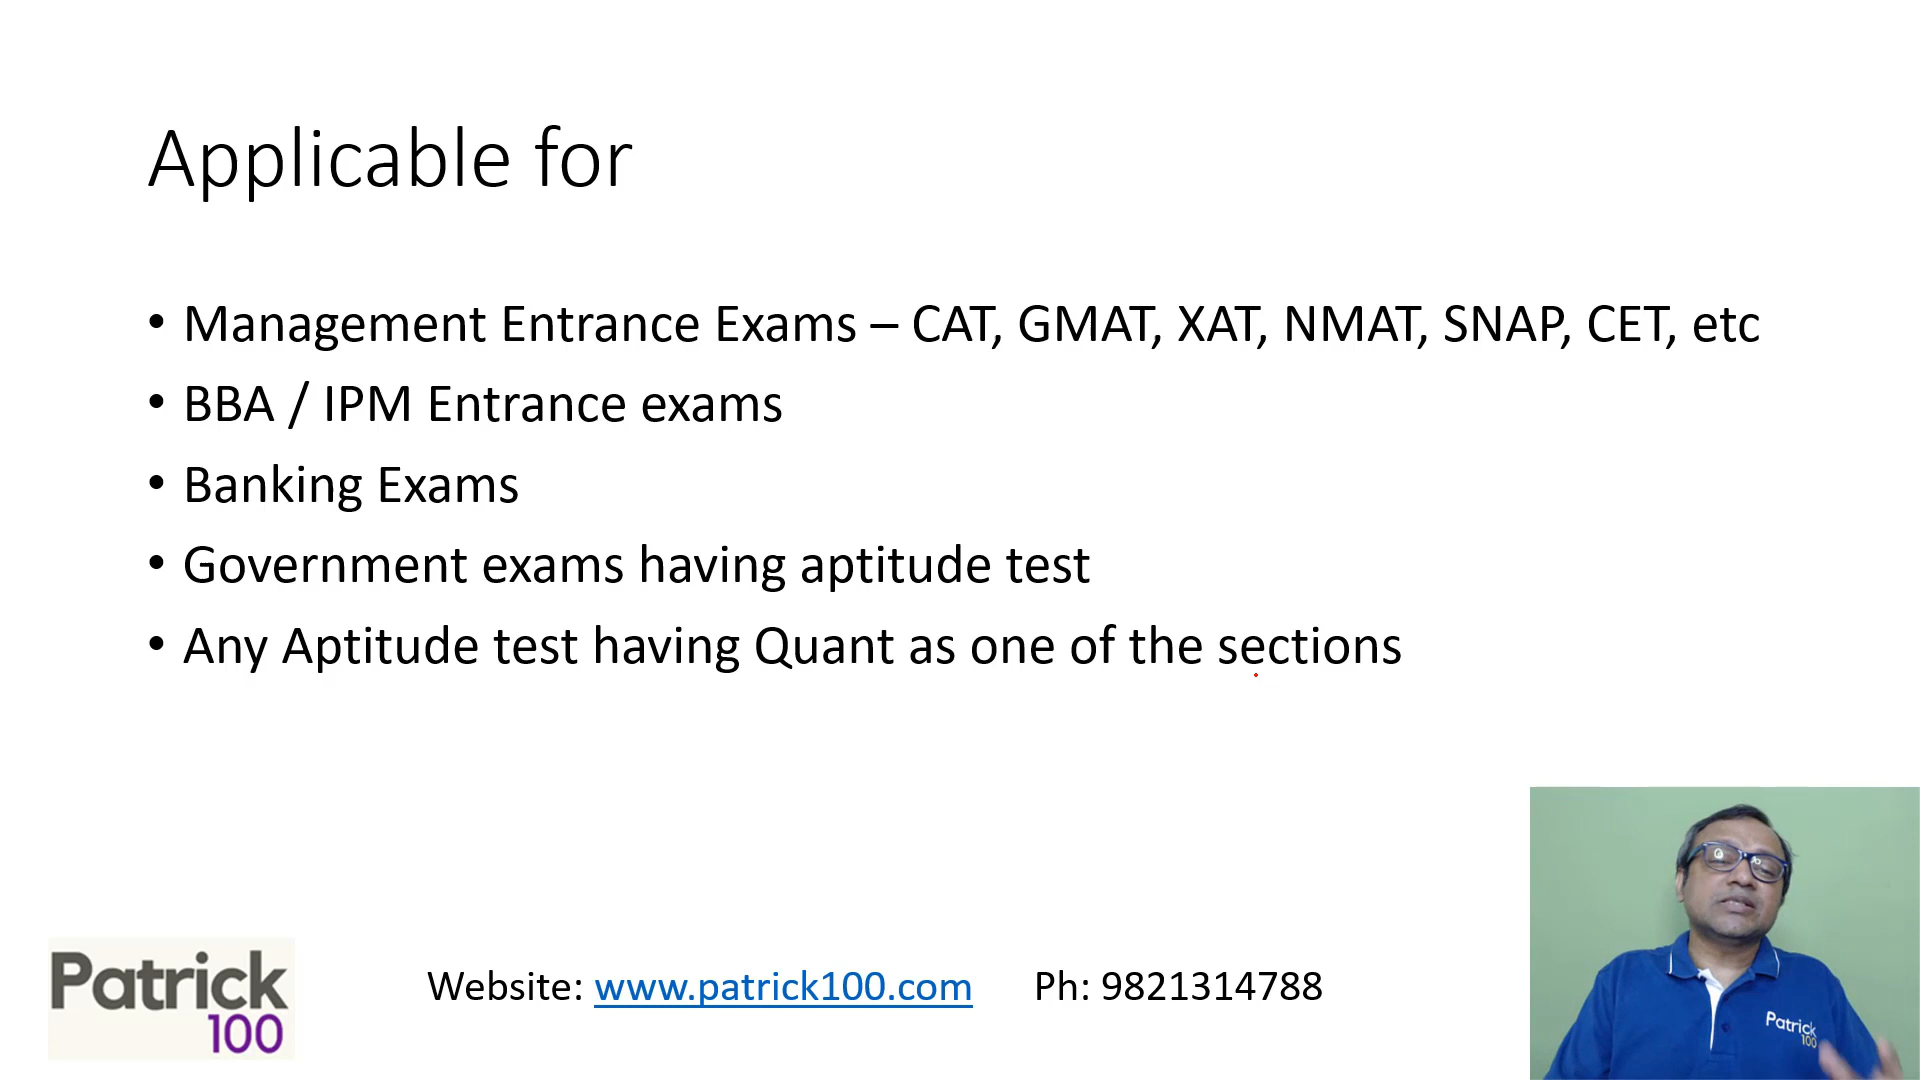 Applicable for
• Management Entrance Exams – CAT, GMAT, XAT, NMAT, SNAP, CET, etc
• BBA / IPM Entrance exams
• Banking Exams
• Government exams having aptitude test
• Any Aptitude test having Quant as one of the sections
Patrick
100
Website: www.patrick100.com Ph: 9821314788
Patrick
100